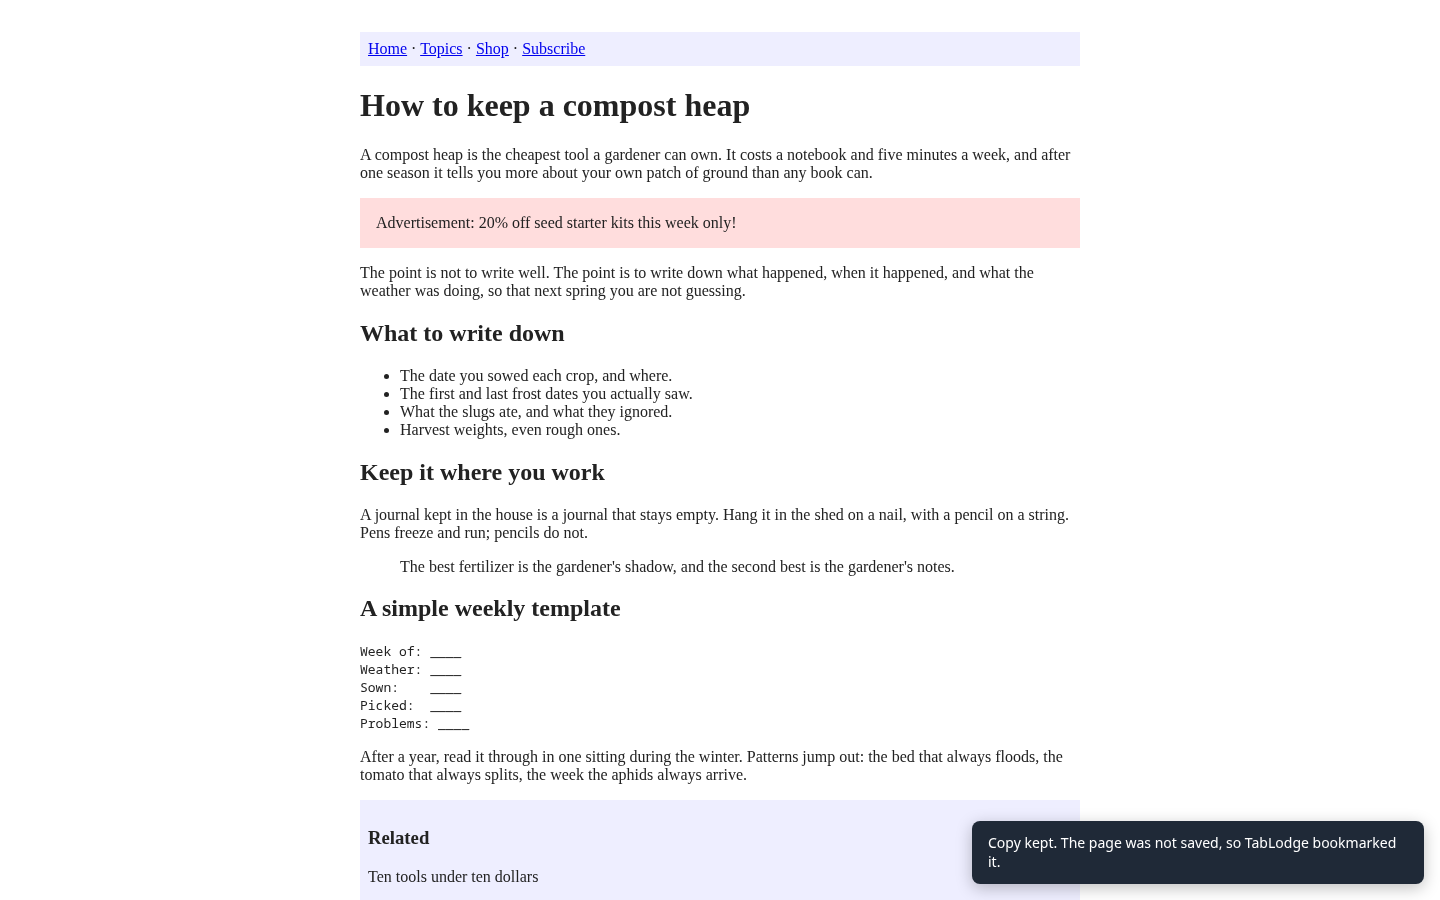 Home · Topics · Shop · Subscribe
How to keep a compost heap
A compost heap is the cheapest tool a gardener can own. It costs a notebook and five minutes a week, and after
one season it tells you more about your own patch of ground than any book can.
Advertisement: 20% off seed starter kits this week only!
The point is not to write well. The point is to write down what happened, when it happened, and what the
weather was doing, so that next spring you are not guessing.
What to write down
• The date you sowed each crop, and where.
• The first and last frost dates you actually saw.
• What the slugs ate, and what they ignored.
• Harvest weights, even rough ones.
Keep it where you work
A journal kept in the house is a journal that stays empty. Hang it in the shed on a nail, with a pencil on a string.
Pens freeze and run; pencils do not.
The best fertilizer is the gardener's shadow, and the second best is the gardener's notes.
A simple weekly template
Week of: ____
Weather: ____
Sown:    ____
Picked:  ____
Problems: ____
After a year, read it through in one sitting during the winter. Patterns jump out: the bed that always floods, the
tomato that always splits, the week the aphids always arrive.
Related
Ten tools under ten dollars
Copy kept. The page was not saved, so TabLodge bookmarked
it.